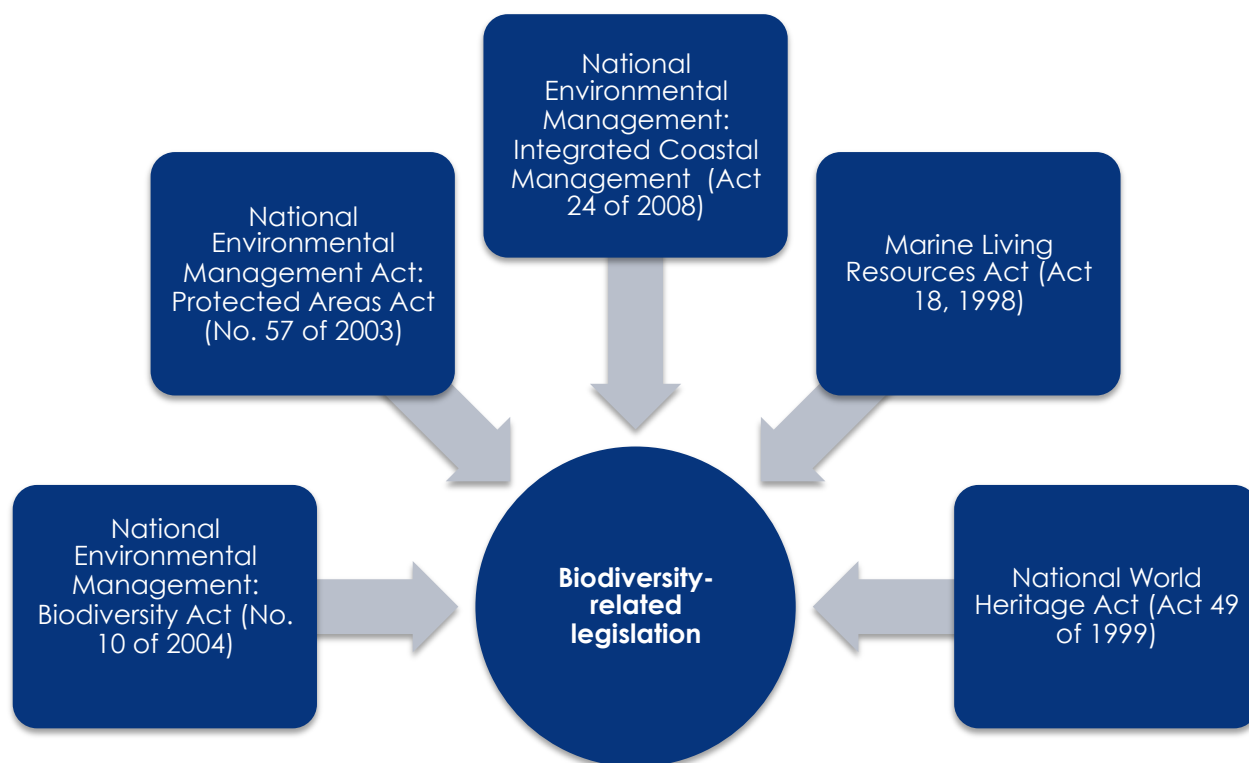 National
Environmental
Management:
Integrated Coastal
Management (Act
24 of 2008)
National
Environmental
Management Act:
Protected Areas Act
(No. 57 of 2003)
Marine Living
Resources Act (Act
18, 1998)
National
Environmental
Management:
Biodiversity Act (No.
10 of 2004)
Biodiversity-
related
legislation
National World
Heritage Act (Act 49
of 1999)